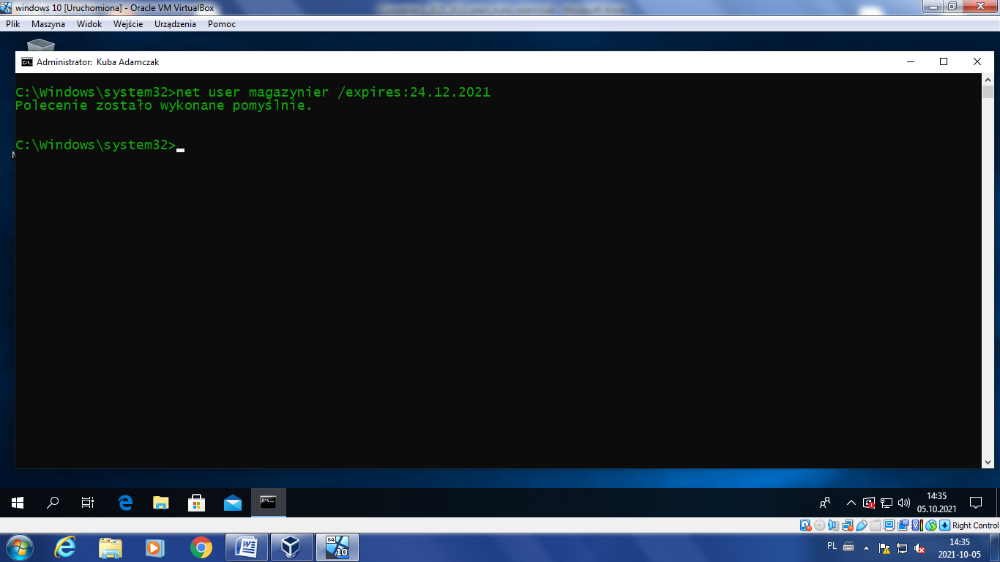 windows 10 [Uruchomiona] - Oracle VM VirtualBox
Plik Maszyna Widok Wejście Urządzenia Pomoc
Administrator: Kuba Adamczak
C:\Windows\system32>net user magazynier /expires:24.12.2021
Polecenie zostało wykonane pomyślnie.
C:\Windows\system32>
14:35
05.10.2021
Right Control
64
10
PL
14:35
2021-10-05